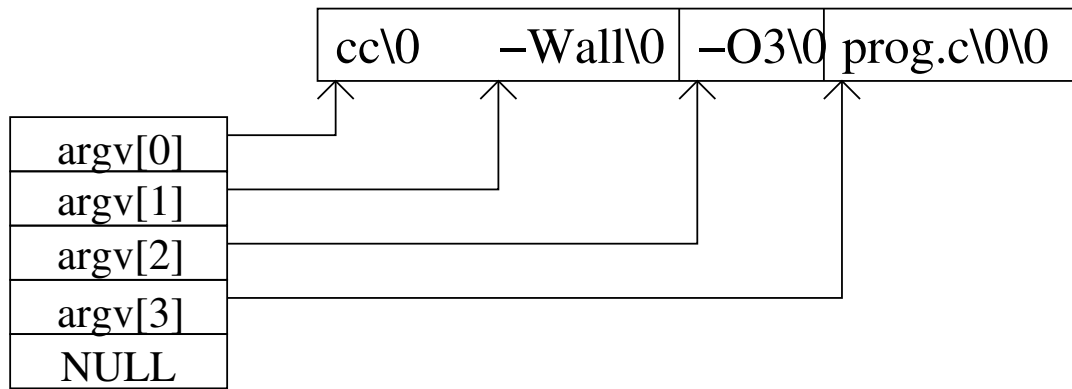 cc\0 –Wall\0 –O3\0 prog.c\0\0
argv[0]
argv[1]
argv[2]
argv[3]
NULL